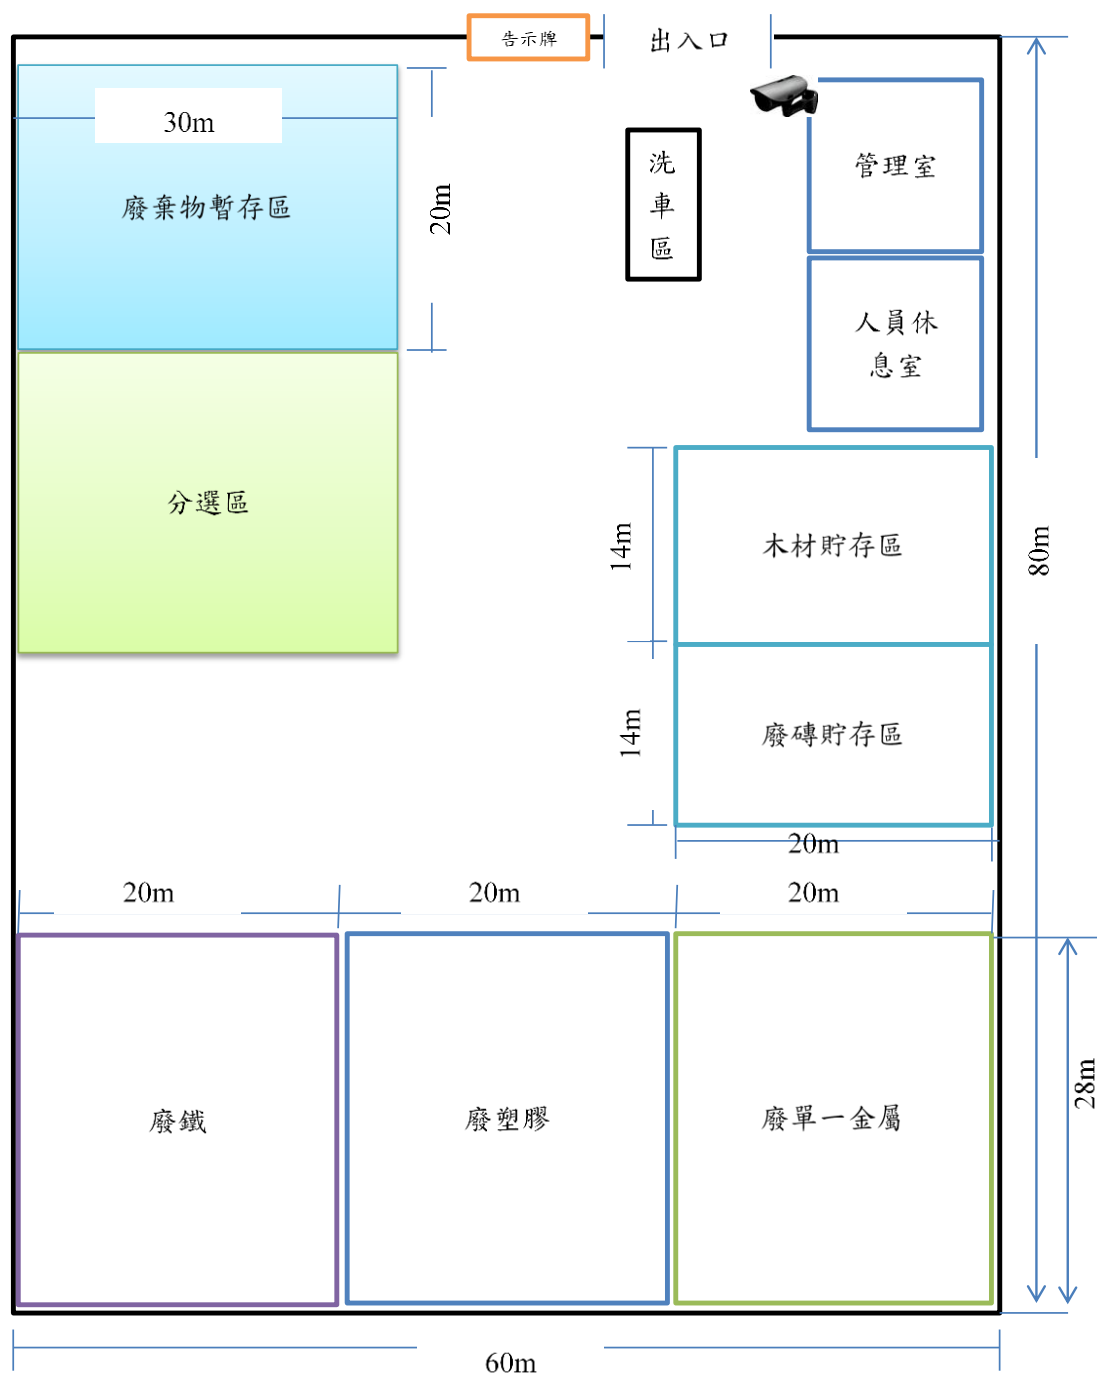 告示牌
出入口
30m
廢棄物暫存區
20m
洗
車
區
管理室
人員休
息室
分選區
14m
木材貯存區
80m
14m
廢磚貯存區
20m
20m
20m
20m
廢鐵
廢塑膠
廢單一金屬
28m
60m